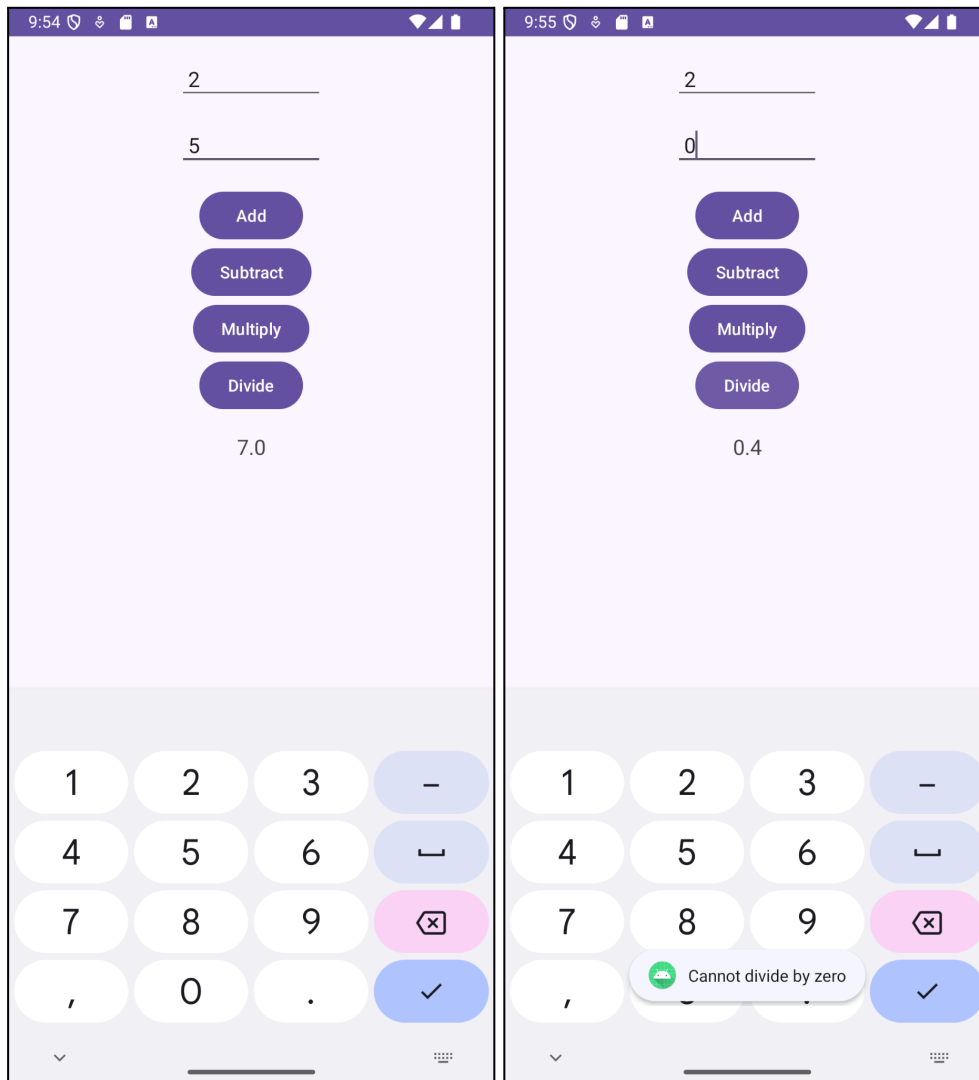 9:54
2
5
Add
Subtract
Multiply
Divide
7.0
1 2 3 –
4 5 6
7 8 9
, 0 .
9:55
2
0
Add
Subtract
Multiply
Divide
0.4
1 2 3 –
4 5 6
7 8 9
Cannot divide by zero
,